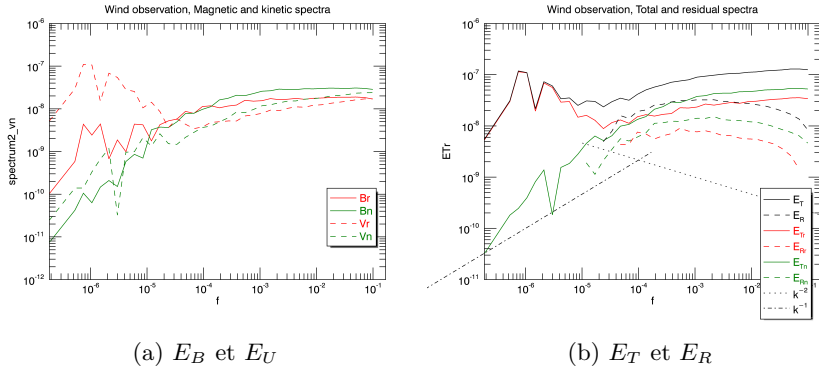 Wind observation, Magnetic and kinetic spectra
spectrum2_vn
10^-6
10^-7
10^-8
10^-9
10^-10
10^-11
10^-12
Br
Bn
Vr
Vn
10^-6 10^-5 10^-4 10^-3 10^-2 10^-1
f
(a) E_B et E_U
Wind observation, Total and residual spectra
ETr
10^-6
10^-7
10^-8
10^-9
10^-10
10^-11
E_T
E_R
E_Tr
E_Rr
E_Tn
E_Rn
k^-2
k^-1
10^-6 10^-5 10^-4 10^-3 10^-2 10^-1
f
(b) E_T et E_R